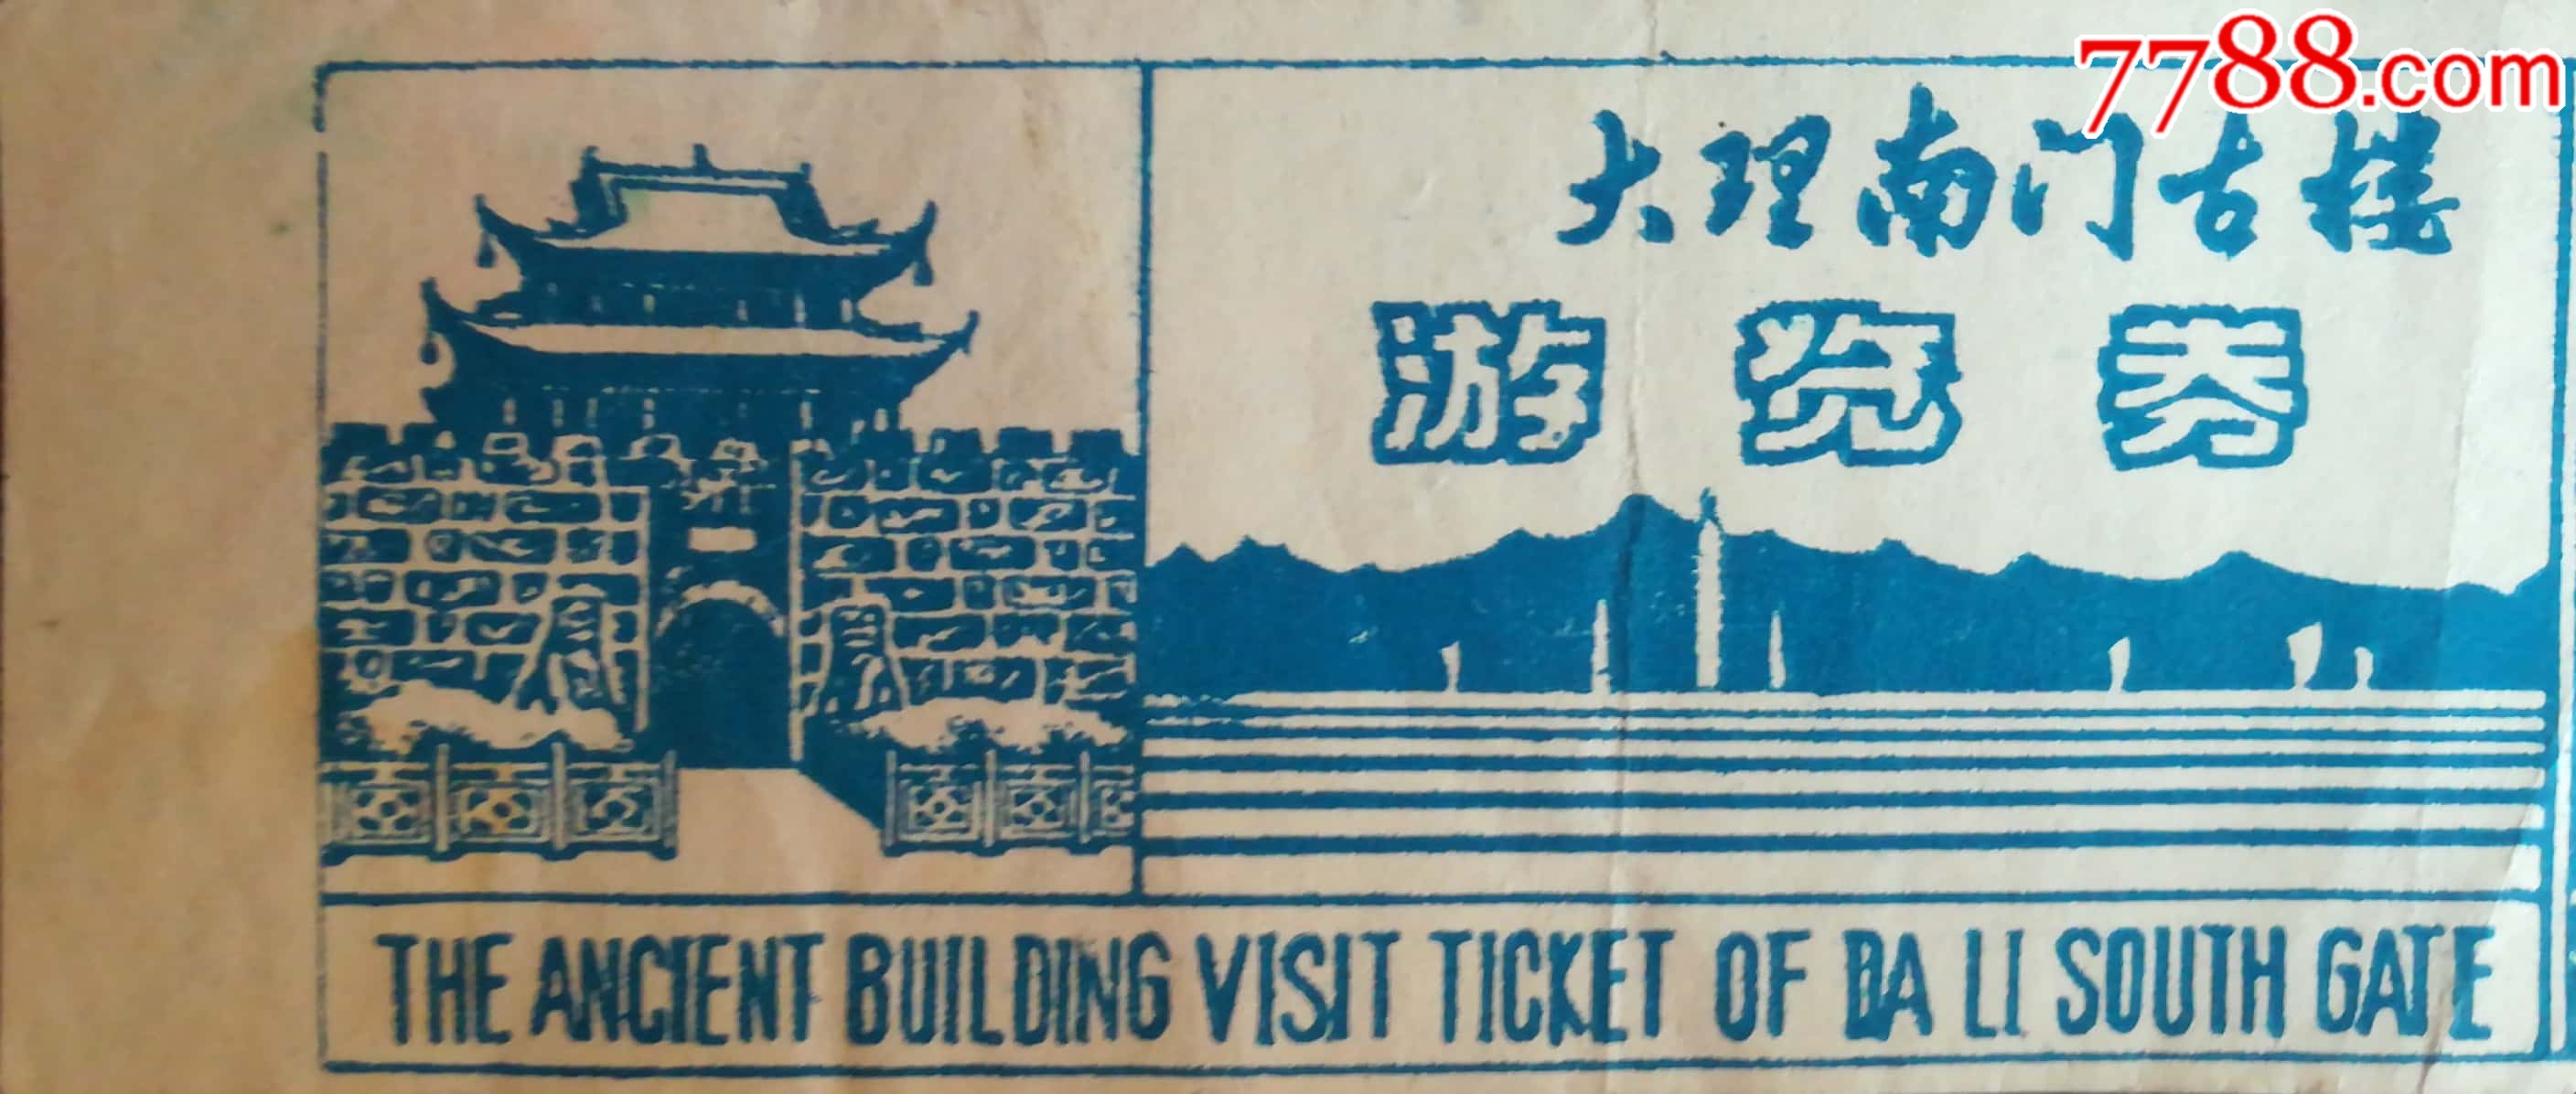 7788.com
大理南门古楼
游览券
THE ANCIENT BUILDING VISIT TICKET OF DA LI SOUTH GATE